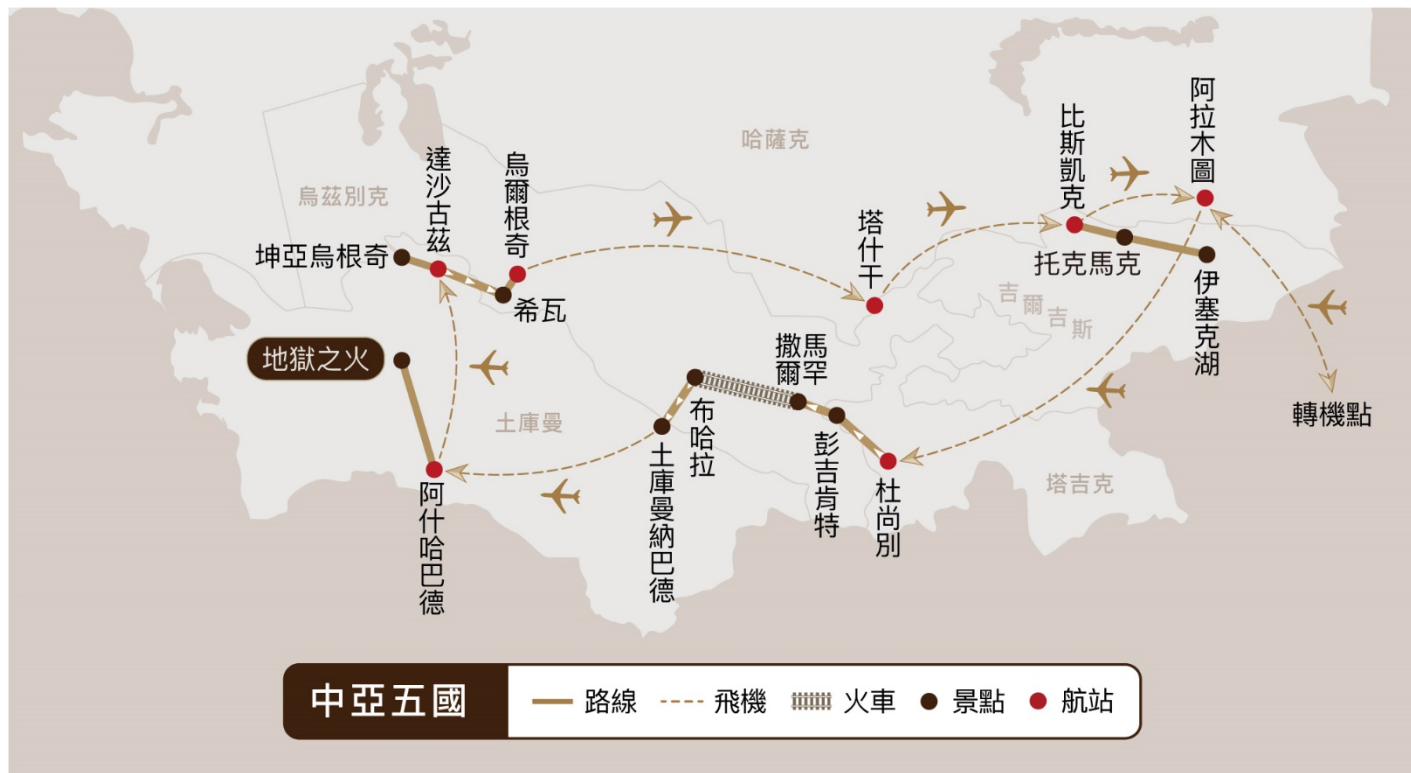 哈薩克
烏茲別克
吉爾吉斯
土庫曼
塔吉克
阿拉木圖
比斯凱克
托克馬克
伊塞克湖
轉機點
塔什干
烏爾根奇
達沙古茲
坤亞烏根奇
希瓦
地獄之火
撒馬
爾罕
布哈拉
彭吉肯特
杜尚別
土庫曼納巴德
阿什哈巴德
中亞五國
路線 飛機 火車 景點 航站